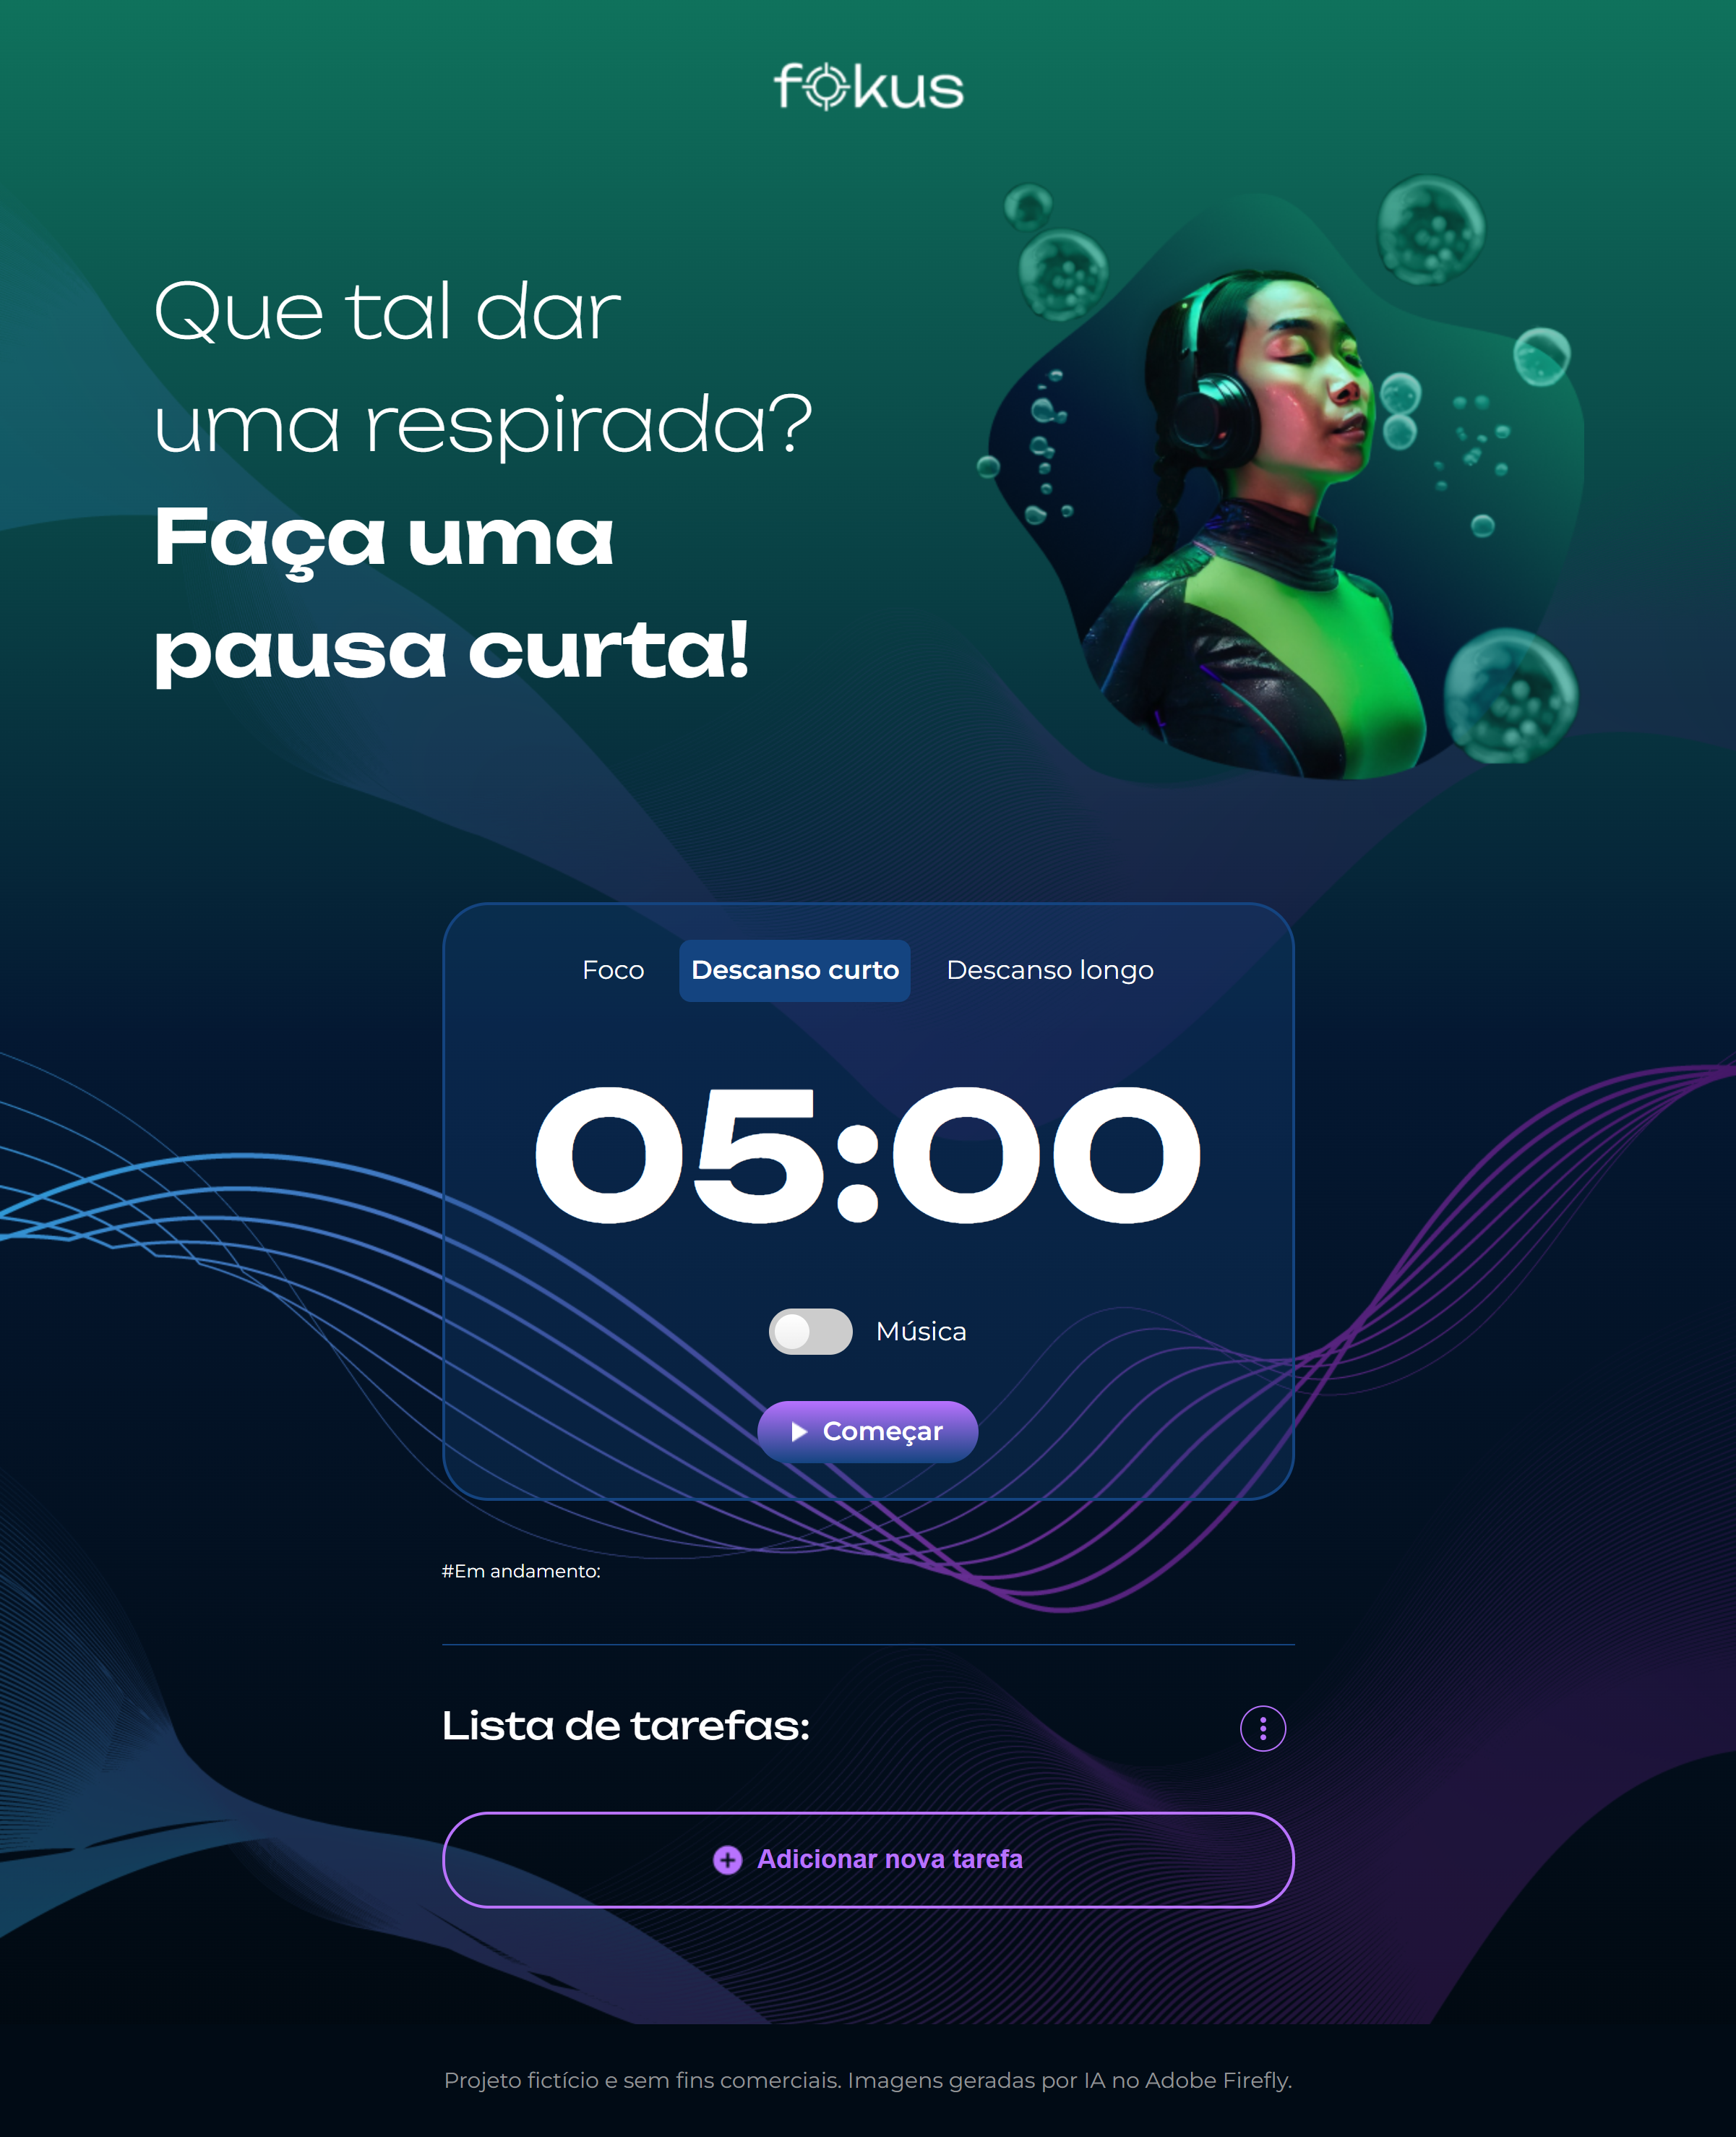 fokus
Que tal dar
uma respirada?
Faça uma
pausa curta!
Foco Descanso curto Descanso longo
05:00
Música
Começar
#Em andamento:
Lista de tarefas:
Adicionar nova tarefa
Projeto fictício e sem fins comerciais. Imagens geradas por IA no Adobe Firefly.